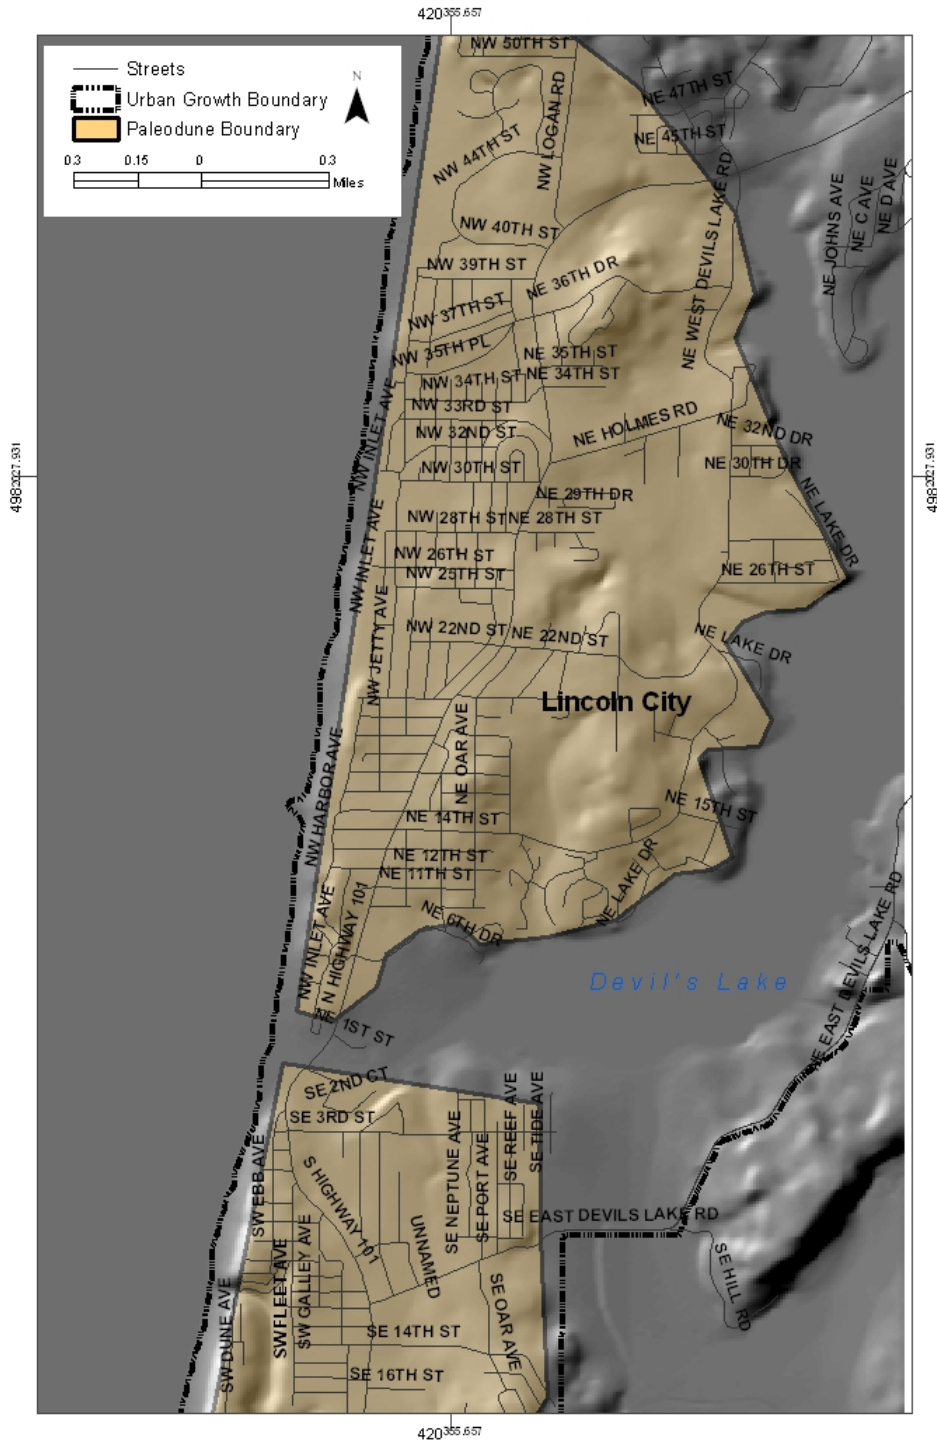 420355.657
Streets
Urban Growth Boundary
Paleodune Boundary
0.3 0.15 0 0.3
Miles
N
NW 50TH ST
NE 47TH ST
NE 45TH ST
NW LOGAN RD
NW 44TH ST
NE WEST DEVILS LAKE RD
NE JOHNS AVE
NE C AVE
NE D AVE
NW 40TH ST
NW 39TH ST
NE 36TH DR
NW 37TH ST
NW 35TH PL
NE 35TH ST
NW 34TH ST
NE 34TH ST
NW INLET AVE
NW 33RD ST
NE HOLMES RD
NE 32ND DR
NW 32ND ST
NW 30TH ST
NE 30TH DR
4982027.931
4982027.931
NE 29TH DR
NE LAKE DR
NW 28TH ST
NE 28TH ST
NW INLET AVE
NW 26TH ST
NW 25TH ST
NE 26TH ST
NW JETTY AVE
NW 22ND ST
NE 22ND ST
NE LAKE DR
Lincoln City
NE OAR AVE
NW HARBOR AVE
NE 15TH ST
NE 14TH ST
NE 12TH ST
NE 11TH ST
NE LAKE DR
NE 6TH DR
NW INLET AVE
N HIGHWAY 101
Devil's Lake
NE EAST DEVILS LAKE RD
NE 1ST ST
SE 2ND CT
SE 3RD ST
SE REEF AVE
SE TIDE AVE
SE NEPTUNE AVE
SE PORT AVE
SW EBB AVE
S HIGHWAY 101
SE EAST DEVILS LAKE RD
UNNAMED
SW FLEET AVE
SW GALLEY AVE
SE HILL RD
SE OAR AVE
SW DUNE AVE
SE 14TH ST
SE 16TH ST
420355.657